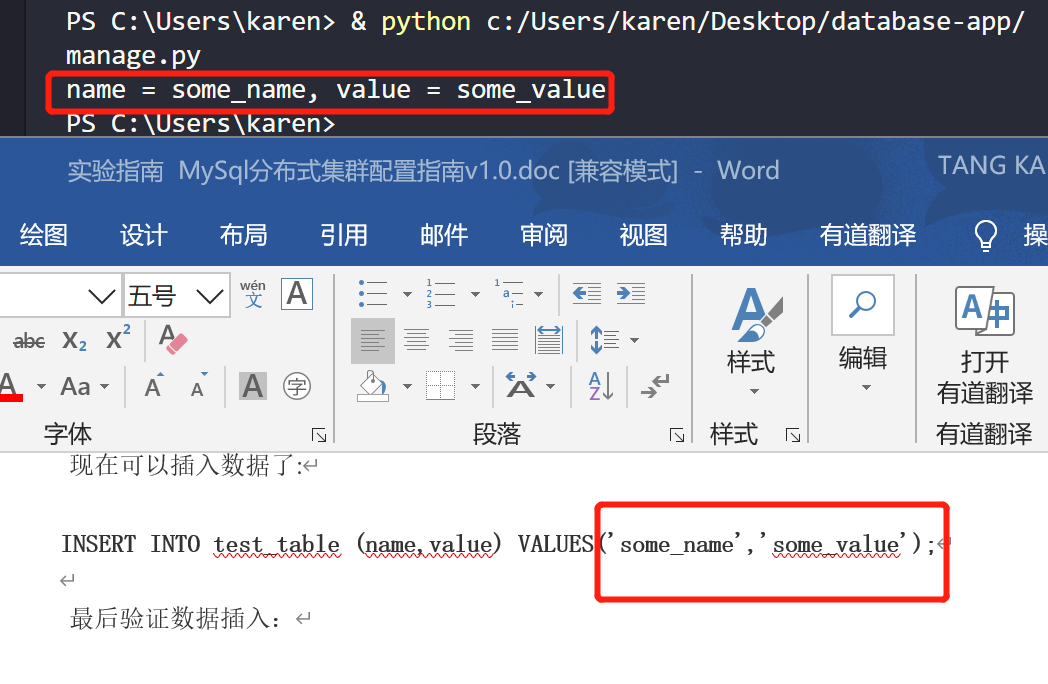 PS C:\Users\karen> & python c:/Users/karen/Desktop/database-app/
manage.py
name = some_name, value = some_value
PS C:\Users\karen>
实验指南 MySql分布式集群配置指南v1.0.doc [兼容模式] - Word TANG KA
绘图 设计 布局 引用 邮件 审阅 视图 帮助 有道翻译 操
五号 wén 文 A
abc X₂ X² A
A Aa A A A 字
样式 编辑 打开
有道翻译
字体 段落 样式 有道翻译
现在可以插入数据了:
INSERT INTO test_table (name,value) VALUES('some_name','some_value');
最后验证数据插入：